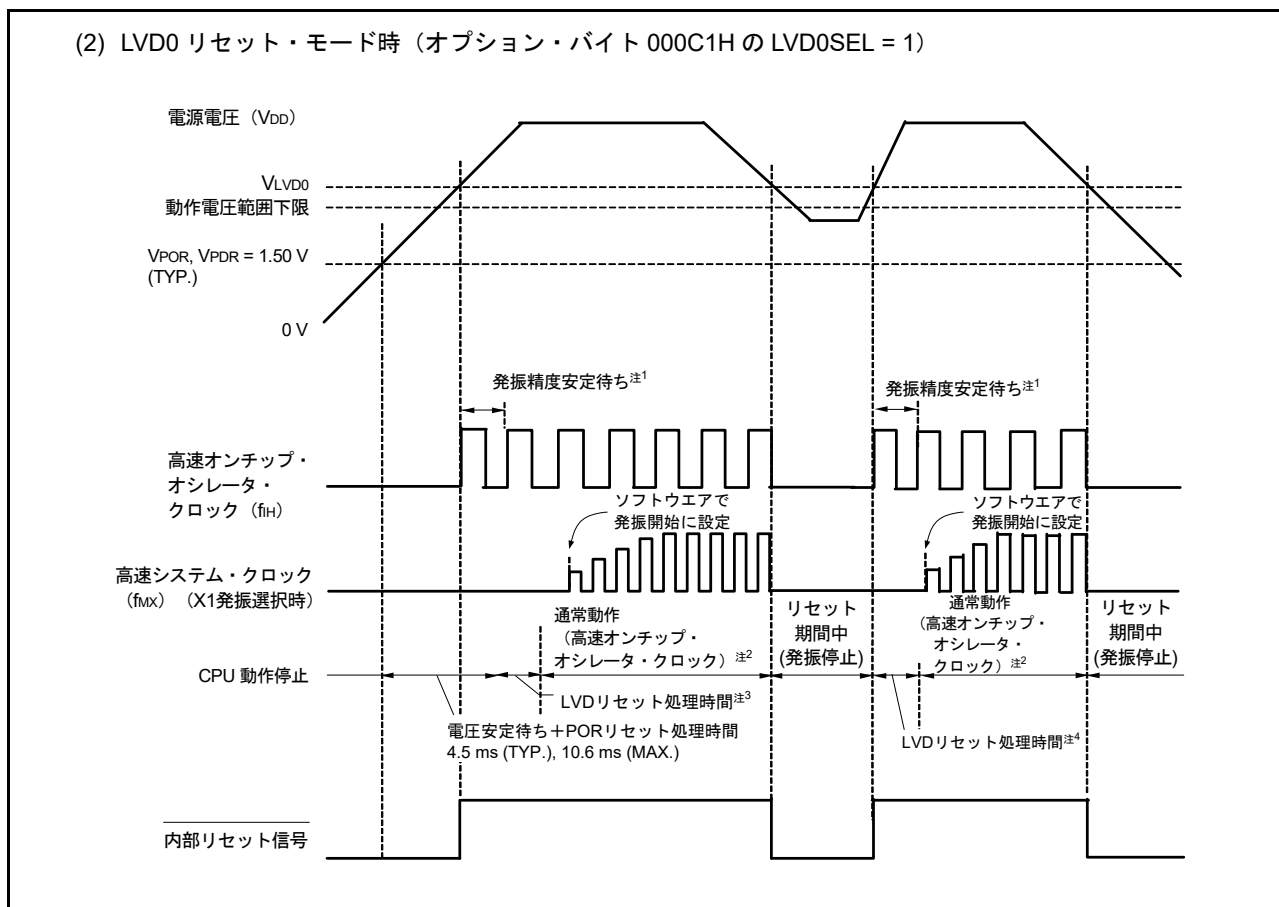 (2) LVD0 リセット・モード時（オプション・バイト 000C1H の LVD0SEL = 1）
電源電圧（VDD）
VLVD0
動作電圧範囲下限
VPOR, VPDR = 1.50 V
(TYP.)
0 V
発振精度安定待ち注1
発振精度安定待ち注1
高速オンチップ・
オシレータ・
クロック（fIH）
ソフトウエアで
発振開始に設定
ソフトウエアで
発振開始に設定
高速システム・クロック
（fMX）（X1発振選択時）
通常動作
（高速オンチップ・
オシレータ・クロック）注2
リセット
期間中
(発振停止)
通常動作
（高速オンチップ・
オシレータ・
クロック）注2
リセット
期間中
(発振停止)
CPU 動作停止
LVDリセット処理時間注3
電圧安定待ち＋PORリセット処理時間
4.5 ms (TYP.), 10.6 ms (MAX.)
LVDリセット処理時間注4
内部リセット信号